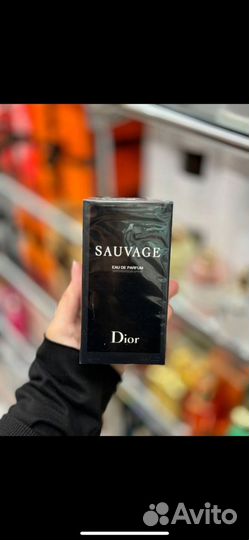 SAUVAGE
EAU DE PARFUM
Dior
Avito